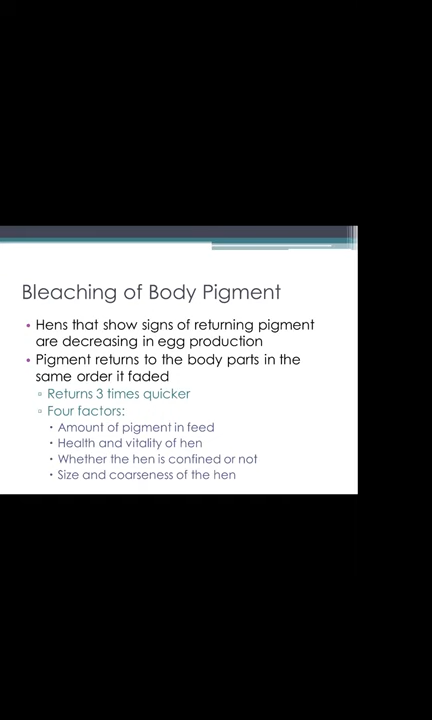 Bleaching of Body Pigment
• Hens that show signs of returning pigment
are decreasing in egg production
• Pigment returns to the body parts in the
same order it faded
▫ Returns 3 times quicker
▫ Four factors:
• Amount of pigment in feed
• Health and vitality of hen
• Whether the hen is confined or not
• Size and coarseness of the hen